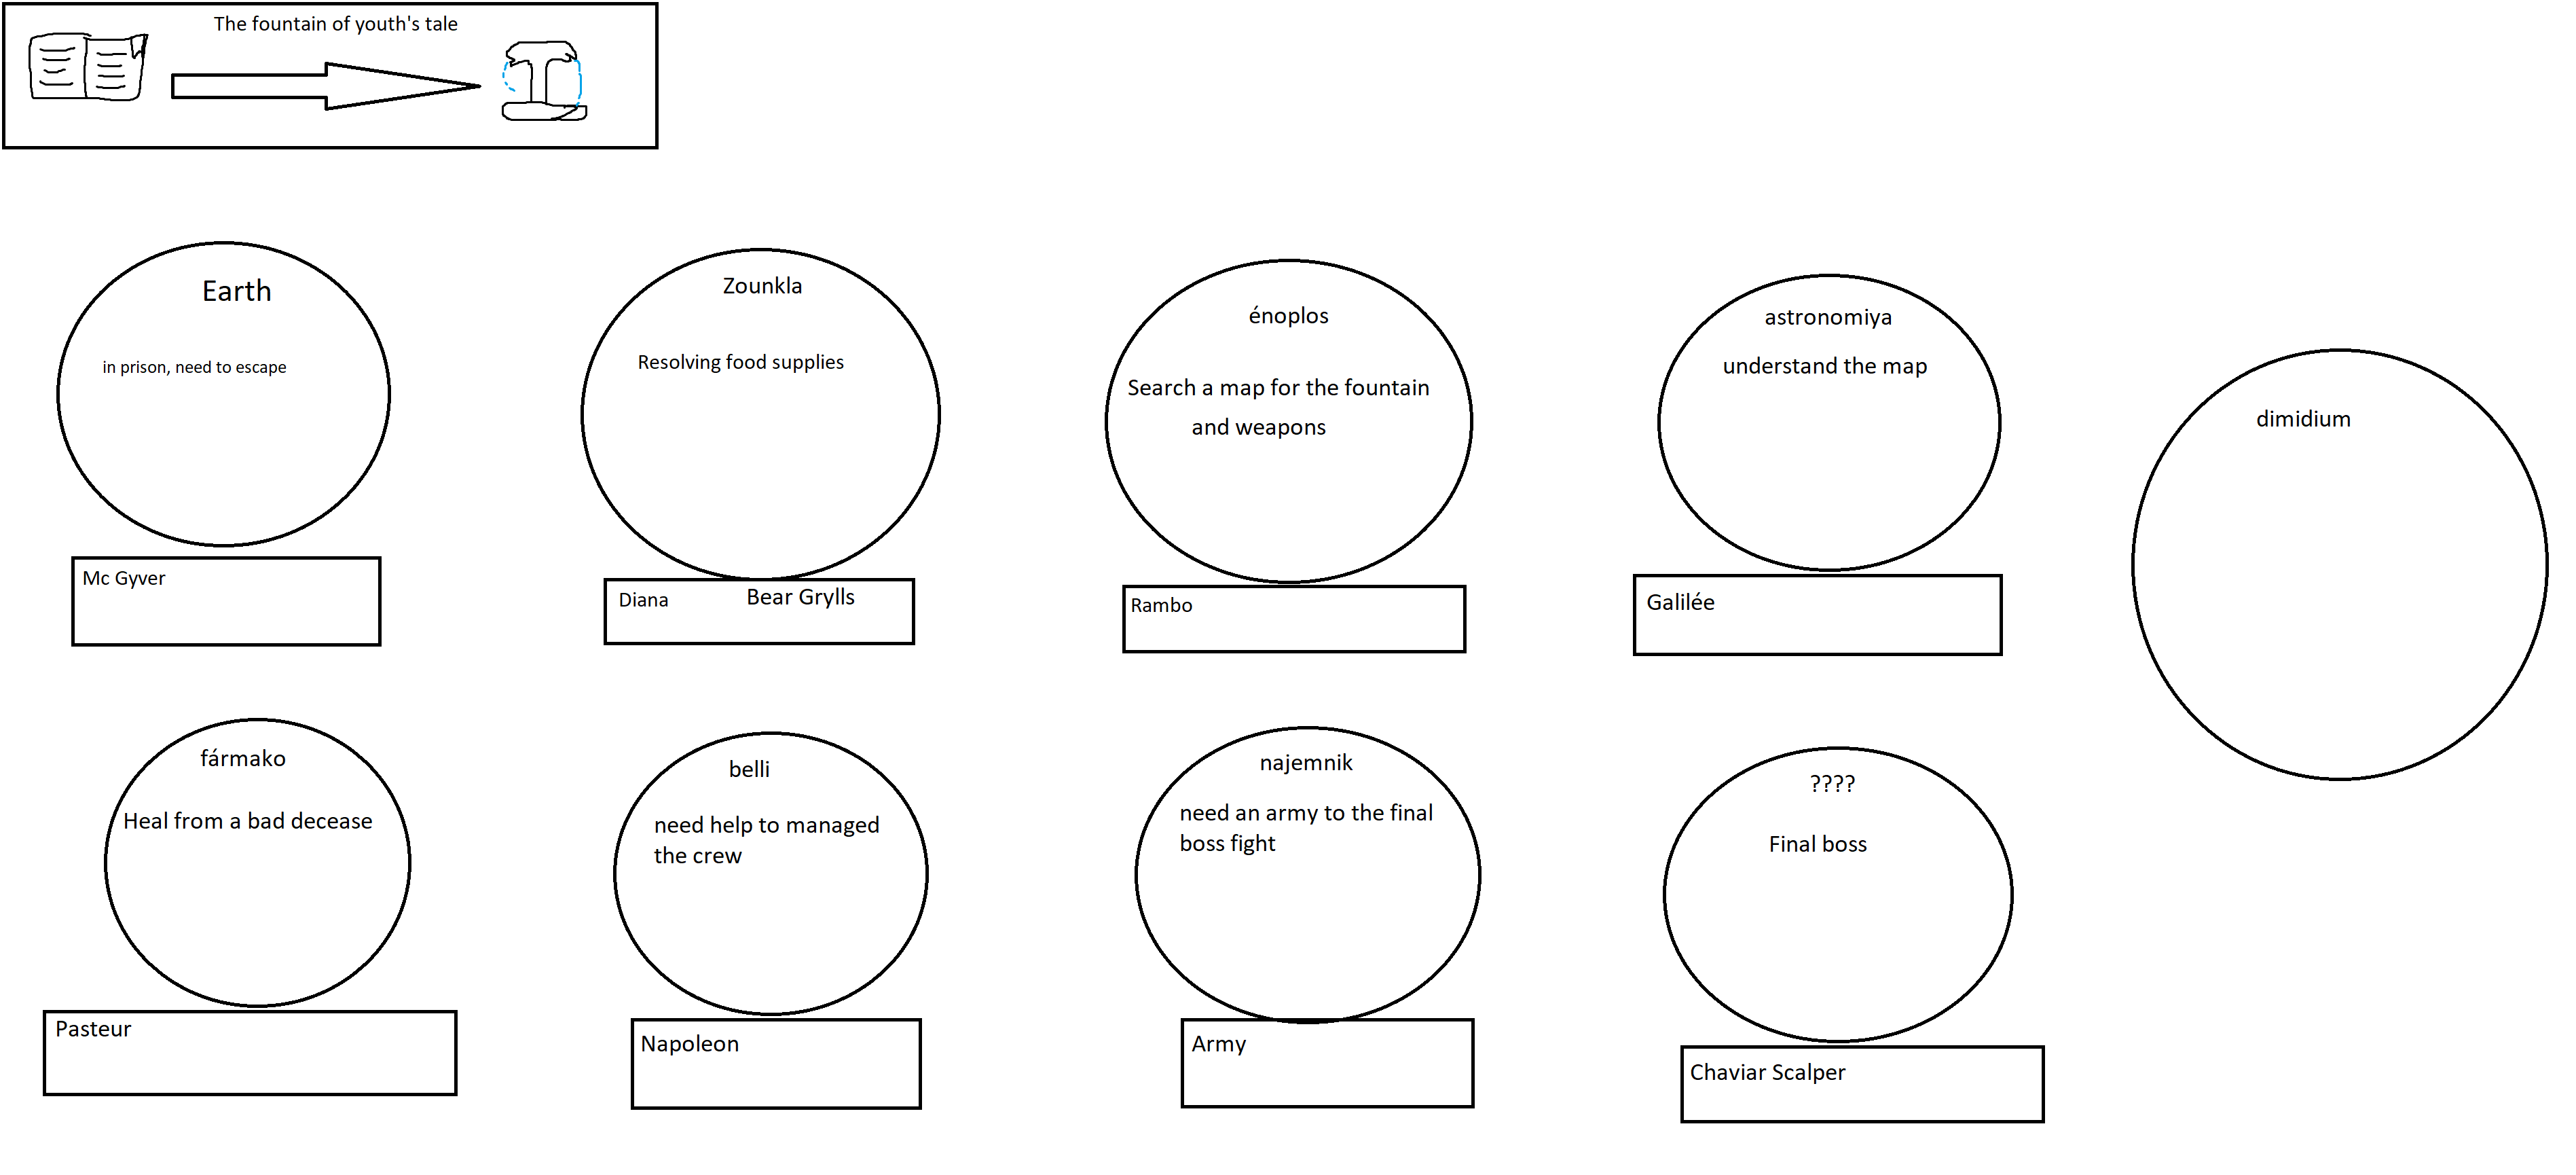 The fountain of youth's tale
Earth
in prison, need to escape
Mc Gyver
Zounkla
Resolving food supplies
Diana
Bear Grylls
énoplos
Search a map for the fountain
and weapons
Rambo
astronomiya
understand the map
Galilée
dimidium
fármako
Heal from a bad decease
Pasteur
belli
need help to managed
the crew
Napoleon
najemnik
need an army to the final
boss fight
Army
????
Final boss
Chaviar Scalper